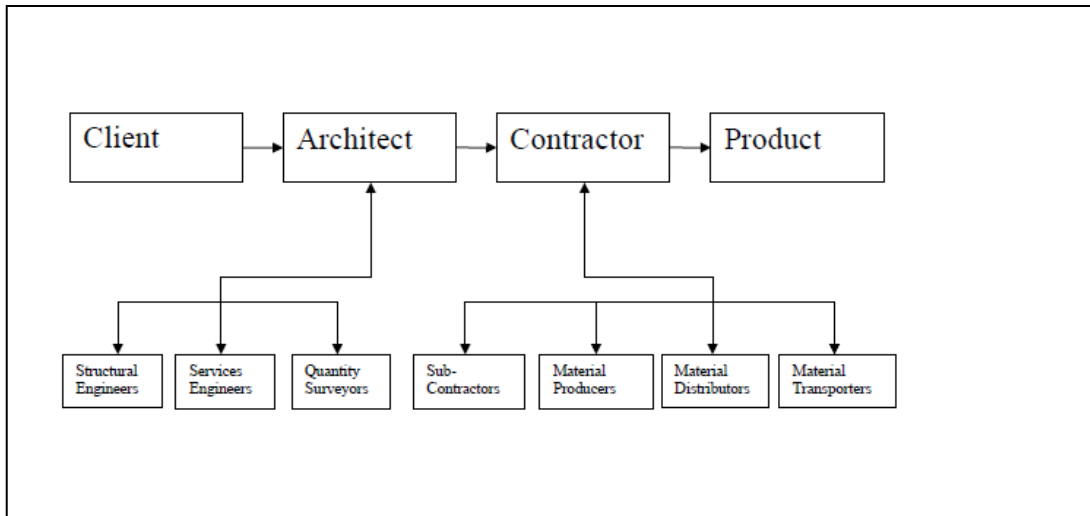 Client
Architect
Contractor
Product
Structural
Engineers
Services
Engineers
Quantity
Surveyors
Sub-
Contractors
Material
Producers
Material
Distributors
Material
Transporters